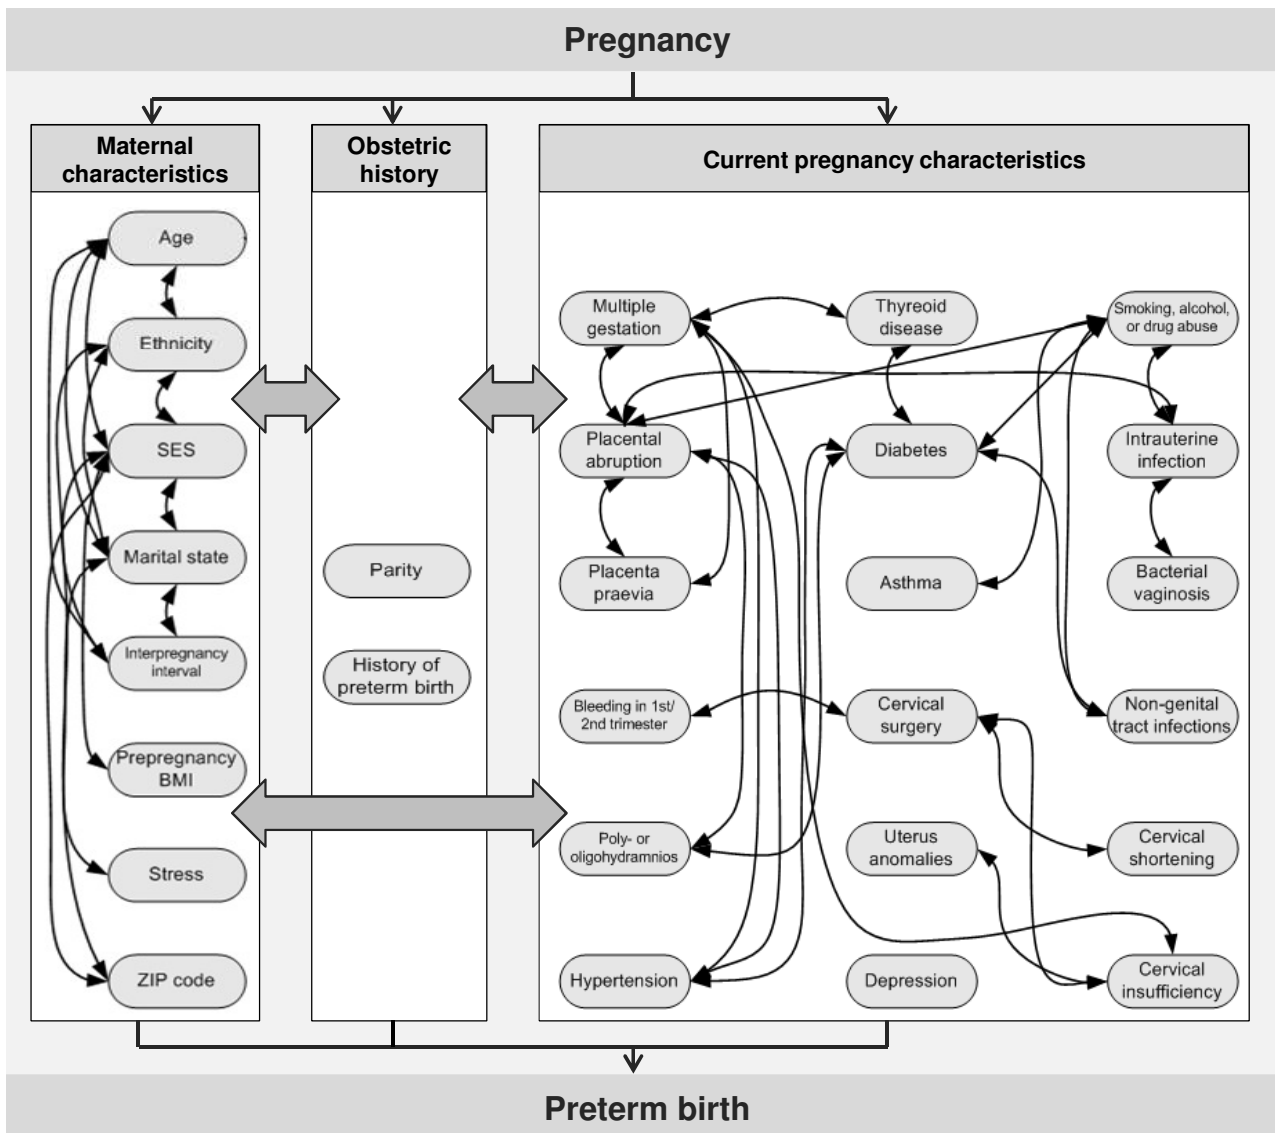 Pregnancy
Maternal
characteristics
Obstetric
history
Current pregnancy characteristics
Age
Ethnicity
SES
Marital state
Interpregnancy
interval
Prepregnancy
BMI
Stress
ZIP code
Parity
History of
preterm birth
Multiple
gestation
Thyreoid
disease
Smoking, alcohol,
or drug abuse
Placental
abruption
Diabetes
Intrauterine
infection
Placenta
praevia
Asthma
Bacterial
vaginosis
Bleeding in 1st/
2nd trimester
Cervical
surgery
Non-genital
tract infections
Poly- or
oligohydramnios
Uterus
anomalies
Cervical
shortening
Hypertension
Depression
Cervical
insufficiency
Preterm birth